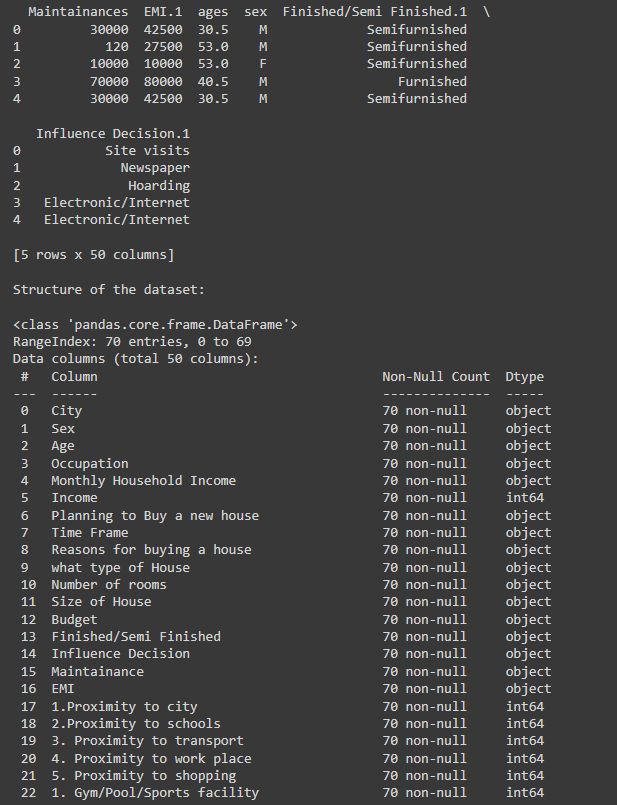 Maintainances  EMI.1  ages  sex  Finished/Semi Finished.1  \
0         30000  42500  30.5   M              Semifurnished
1           120  27500  53.0   M              Semifurnished
2         10000  10000  53.0   F              Semifurnished
3         70000  80000  40.5   M                  Furnished
4         30000  42500  30.5   M              Semifurnished

   Influence Decision.1
0           Site visits
1             Newspaper
2              Hoarding
3   Electronic/Internet
4   Electronic/Internet

[5 rows x 50 columns]

Structure of the dataset:

<class 'pandas.core.frame.DataFrame'>
RangeIndex: 70 entries, 0 to 69
Data columns (total 50 columns):
 #   Column                                   Non-Null Count  Dtype
---  ------                                   --------------  -----
 0   City                                     70 non-null     object
 1   Sex                                      70 non-null     object
 2   Age                                      70 non-null     object
 3   Occupation                               70 non-null     object
 4   Monthly Household Income                 70 non-null     object
 5   Income                                   70 non-null     int64
 6   Planning to Buy a new house              70 non-null     object
 7   Time Frame                               70 non-null     object
 8   Reasons for buying a house               70 non-null     object
 9   what type of House                       70 non-null     object
 10  Number of rooms                          70 non-null     object
 11  Size of House                            70 non-null     object
 12  Budget                                   70 non-null     object
 13  Finished/Semi Finished                   70 non-null     object
 14  Influence Decision                       70 non-null     object
 15  Maintainance                             70 non-null     object
 16  EMI                                      70 non-null     object
 17  1.Proximity to city                      70 non-null     int64
 18  2.Proximity to schools                   70 non-null     int64
 19  3. Proximity to transport                70 non-null     int64
 20  4. Proximity to work place               70 non-null     int64
 21  5. Proximity to shopping                 70 non-null     int64
 22  1. Gym/Pool/Sports facility              70 non-null     int64